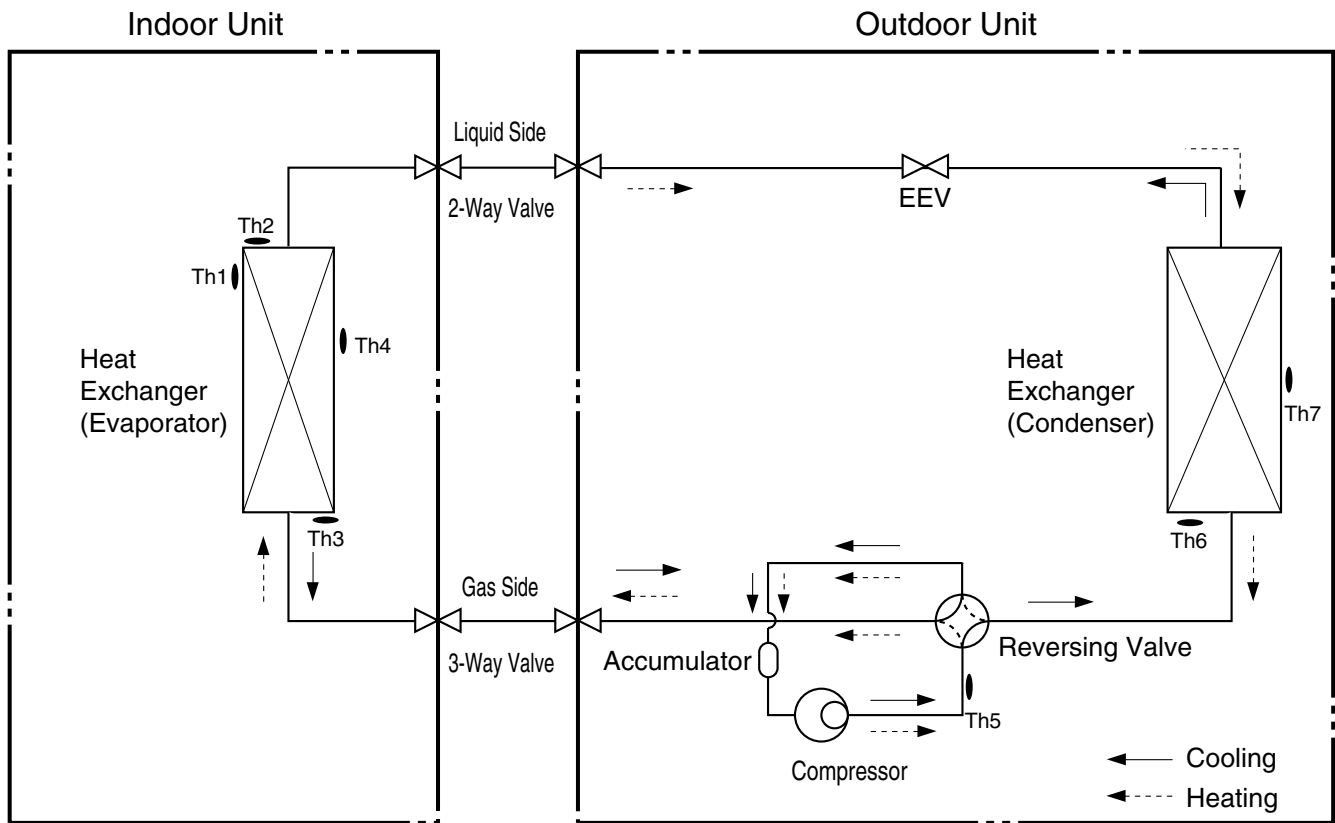 Indoor Unit
Outdoor Unit
Liquid Side
2-Way Valve
EEV
Th2
Th1
Th4
Heat
Exchanger
(Evaporator)
Th3
Heat
Exchanger
(Condenser)
Th7
Th6
Gas Side
3-Way Valve
Accumulator
Reversing Valve
Th5
Compressor
Cooling
Heating